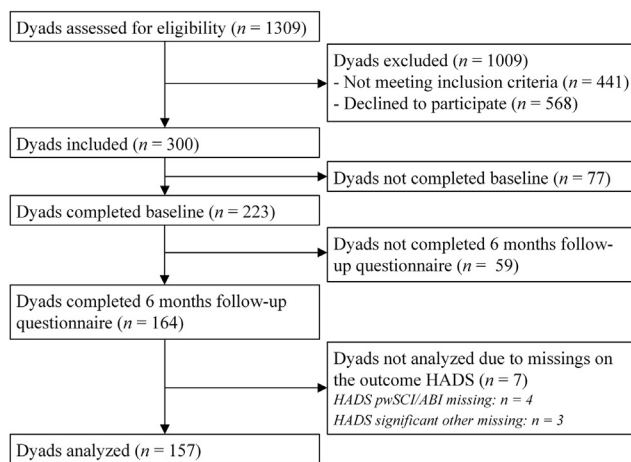 Dyads assessed for eligibility (n = 1309)
Dyads excluded (n = 1009)
- Not meeting inclusion criteria (n = 441)
- Declined to participate (n = 568)
Dyads included (n = 300)
Dyads not completed baseline (n = 77)
Dyads completed baseline (n = 223)
Dyads not completed 6 months follow-
up questionnaire (n = 59)
Dyads completed 6 months follow-up
questionnaire (n = 164)
Dyads not analyzed due to missings on
the outcome HADS (n = 7)
HADS pwSCI/ABI missing: n = 4
HADS significant other missing: n = 3
Dyads analyzed (n = 157)